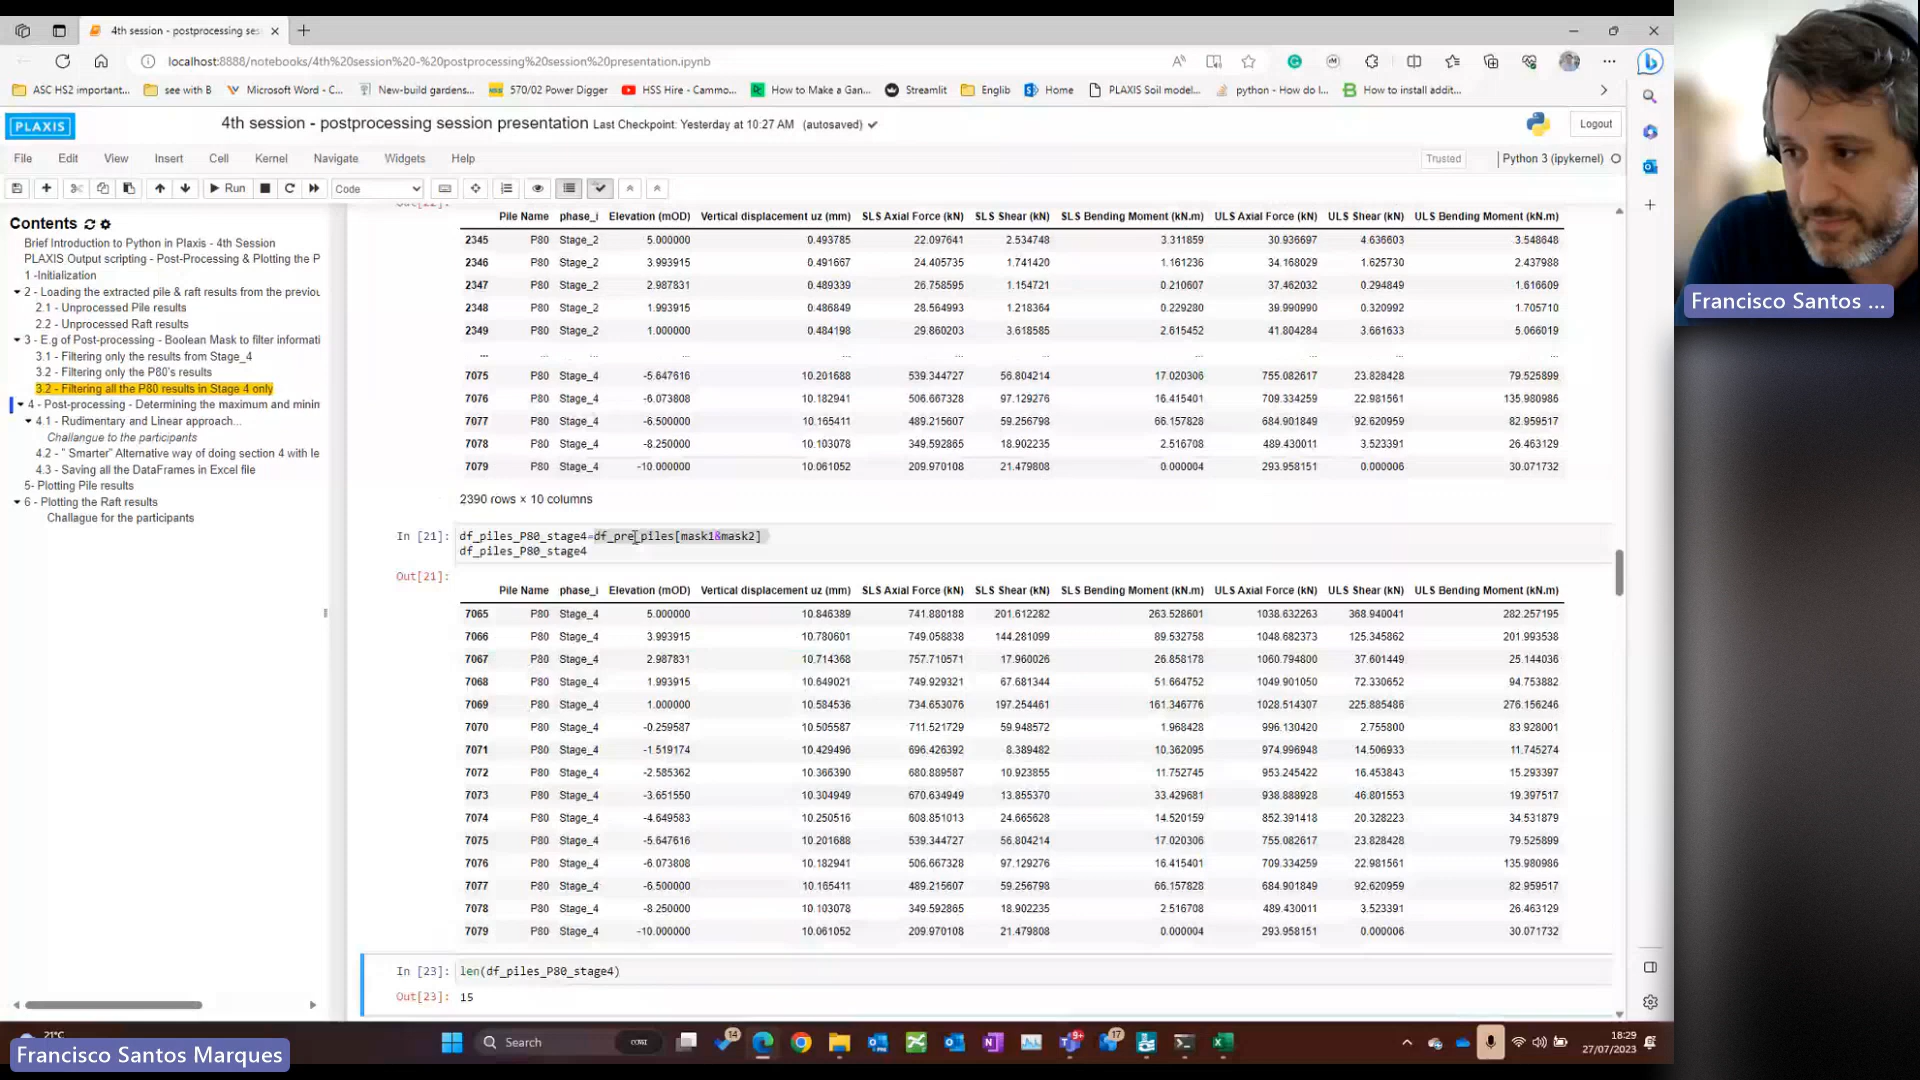 4th session - postprocessing ses
localhost:8888/notebooks/4th%20session%20-%20postprocessing%20session%20presentation.ipynb
ASC HS2 important... see with B Microsoft Word - C... New-build gardens... 570/02 Power Digger HSS Hire - Cammo... How to Make a Gan... Streamlit Englib Home PLAXIS Soil model... python - How do I... How to install addit...
PLAXIS 4th session - postprocessing session presentation Last Checkpoint: Yesterday at 10:27 AM (autosaved) Logout
File Edit View Insert Cell Kernel Navigate Widgets Help Trusted Python 3 (ipykernel)
Run Code
Contents
Brief Introduction to Python in Plaxis - 4th Session
PLAXIS Output scripting - Post-Processing & Plotting the P
1 -Initialization
2 - Loading the extracted pile & raft results from the previou
2.1 - Unprocessed Pile results
2.2 - Unprocessed Raft results
3 - E.g of Post-processing - Boolean Mask to filter informati
3.1 - Filtering only the results from Stage_4
3.2 - Filtering only the P80's results
3.2 - Filtering all the P80 results in Stage 4 only
4 - Post-processing - Determining the maximum and minin
4.1 - Rudimentary and Linear approach...
Challangue to the participants
4.2 - " Smarter" Alternative way of doing section 4 with le
4.3 - Saving all the DataFrames in Excel file
5- Plotting Pile results
6 - Plotting the Raft results
Challague for the participants
Out[22]:
Pile Name phase_i Elevation (mOD) Vertical displacement uz (mm) SLS Axial Force (kN) SLS Shear (kN) SLS Bending Moment (kN.m) ULS Axial Force (kN) ULS Shear (kN) ULS Bending Moment (kN.m)
2345 P80 Stage_2 5.000000 0.493785 22.097641 2.534748 3.311859 30.936697 4.636603 3.548648
2346 P80 Stage_2 3.993915 0.491667 24.405735 1.741420 1.161236 34.168029 1.625730 2.437988
2347 P80 Stage_2 2.987831 0.489339 26.758595 1.154721 0.210607 37.462032 0.294849 1.616609
2348 P80 Stage_2 1.993915 0.486849 28.564993 1.218364 0.229280 39.990990 0.320992 1.705710
2349 P80 Stage_2 1.000000 0.484198 29.860203 3.618585 2.615452 41.804284 3.661633 5.066019
... ... ... ... ... ... ... ... ... ... ...
7075 P80 Stage_4 -5.647616 10.201688 539.344727 56.804214 17.020306 755.082617 23.828428 79.525899
7076 P80 Stage_4 -6.073808 10.182941 506.667328 97.129276 16.415401 709.334259 22.981561 135.980986
7077 P80 Stage_4 -6.500000 10.165411 489.215607 59.256798 66.157828 684.901849 92.620959 82.959517
7078 P80 Stage_4 -8.250000 10.103078 349.592865 18.902235 2.516708 489.430011 3.523391 26.463129
7079 P80 Stage_4 -10.000000 10.061052 209.970108 21.479808 0.000004 293.958151 0.000006 30.071732
2390 rows × 10 columns
In [21]: df_piles_P80_stage4=df_pre_piles[mask1&mask2]
df_piles_P80_stage4
Out[21]:
Pile Name phase_i Elevation (mOD) Vertical displacement uz (mm) SLS Axial Force (kN) SLS Shear (kN) SLS Bending Moment (kN.m) ULS Axial Force (kN) ULS Shear (kN) ULS Bending Moment (kN.m)
7065 P80 Stage_4 5.000000 10.846389 741.880188 201.612282 263.528601 1038.632263 368.940041 282.257195
7066 P80 Stage_4 3.993915 10.780601 749.058838 144.281099 89.532758 1048.682373 125.345862 201.993538
7067 P80 Stage_4 2.987831 10.714368 757.710571 17.960026 26.858178 1060.794800 37.601449 25.144036
7068 P80 Stage_4 1.993915 10.649021 749.929321 67.681344 51.664752 1049.901050 72.330652 94.753882
7069 P80 Stage_4 1.000000 10.584536 734.653076 197.254461 161.346776 1028.514307 225.885486 276.156246
7070 P80 Stage_4 -0.259587 10.505587 711.521729 59.948572 1.968428 996.130420 2.755800 83.928001
7071 P80 Stage_4 -1.519174 10.429496 696.426392 8.389482 10.362095 974.996948 14.506933 11.745274
7072 P80 Stage_4 -2.585362 10.366390 680.889587 10.923855 11.752745 953.245422 16.453843 15.293397
7073 P80 Stage_4 -3.651550 10.304949 670.634949 13.855370 33.429681 938.888928 46.801553 19.397517
7074 P80 Stage_4 -4.649583 10.250516 608.851013 24.665628 14.520159 852.391418 20.328223 34.531879
7075 P80 Stage_4 -5.647616 10.201688 539.344727 56.804214 17.020306 755.082617 23.828428 79.525899
7076 P80 Stage_4 -6.073808 10.182941 506.667328 97.129276 16.415401 709.334259 22.981561 135.980986
7077 P80 Stage_4 -6.500000 10.165411 489.215607 59.256798 66.157828 684.901849 92.620959 82.959517
7078 P80 Stage_4 -8.250000 10.103078 349.592865 18.902235 2.516708 489.430011 3.523391 26.463129
7079 P80 Stage_4 -10.000000 10.061052 209.970108 21.479808 0.000004 293.958151 0.000006 30.071732
In [23]: len(df_piles_P80_stage4)
Out[23]: 15
21°C
Search
14
9+
17
18:29
27/07/2023
Francisco Santos Marques
Francisco Santos ...